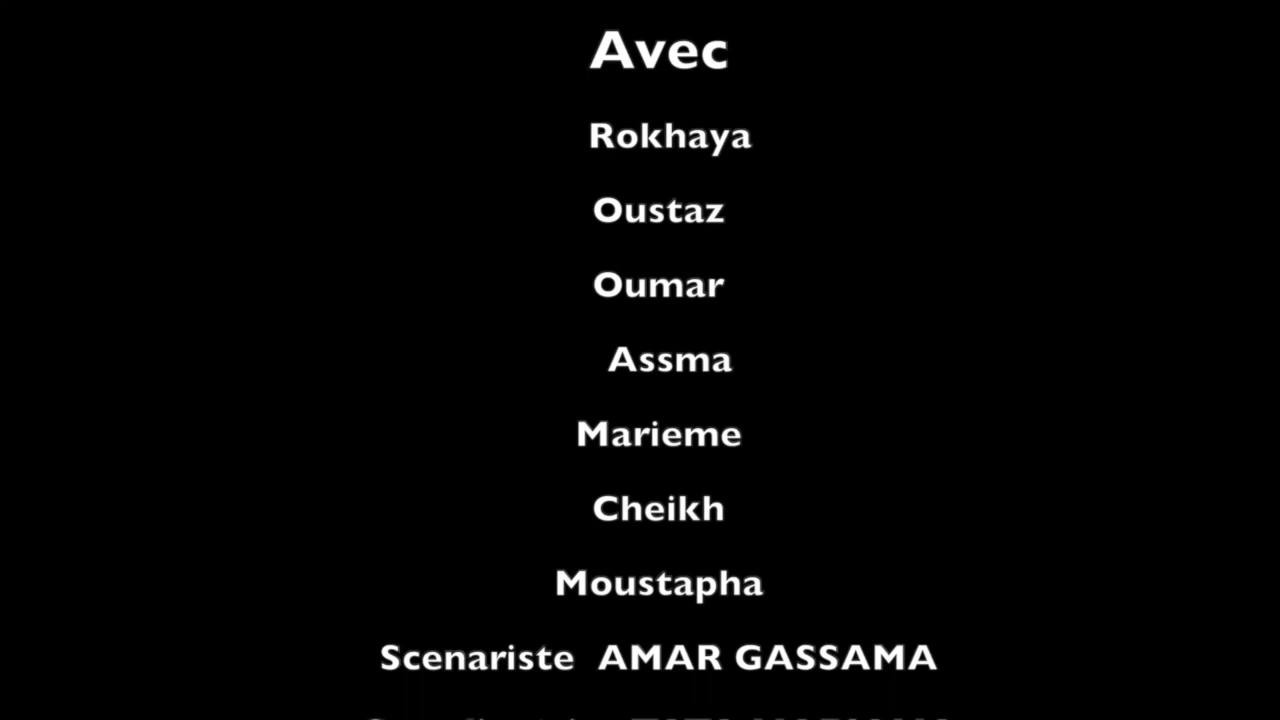 Avec
Rokhaya
Oustaz
Oumar
Assma
Marieme
Cheikh
Moustapha
Scenariste AMAR GASSAMA